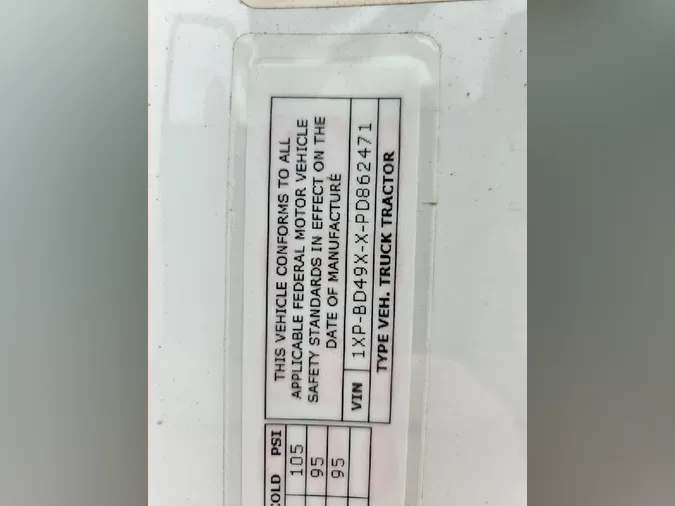 THIS VEHICLE CONFORMS TO ALL
APPLICABLE FEDERAL MOTOR VEHICLE
SAFETY STANDARDS IN EFFECT ON THE
DATE OF MANUFACTURE
VIN 1XP-BD49X-X-PD862471
TYPE VEH. TRUCK TRACTOR
COLD PSI
105
95
95